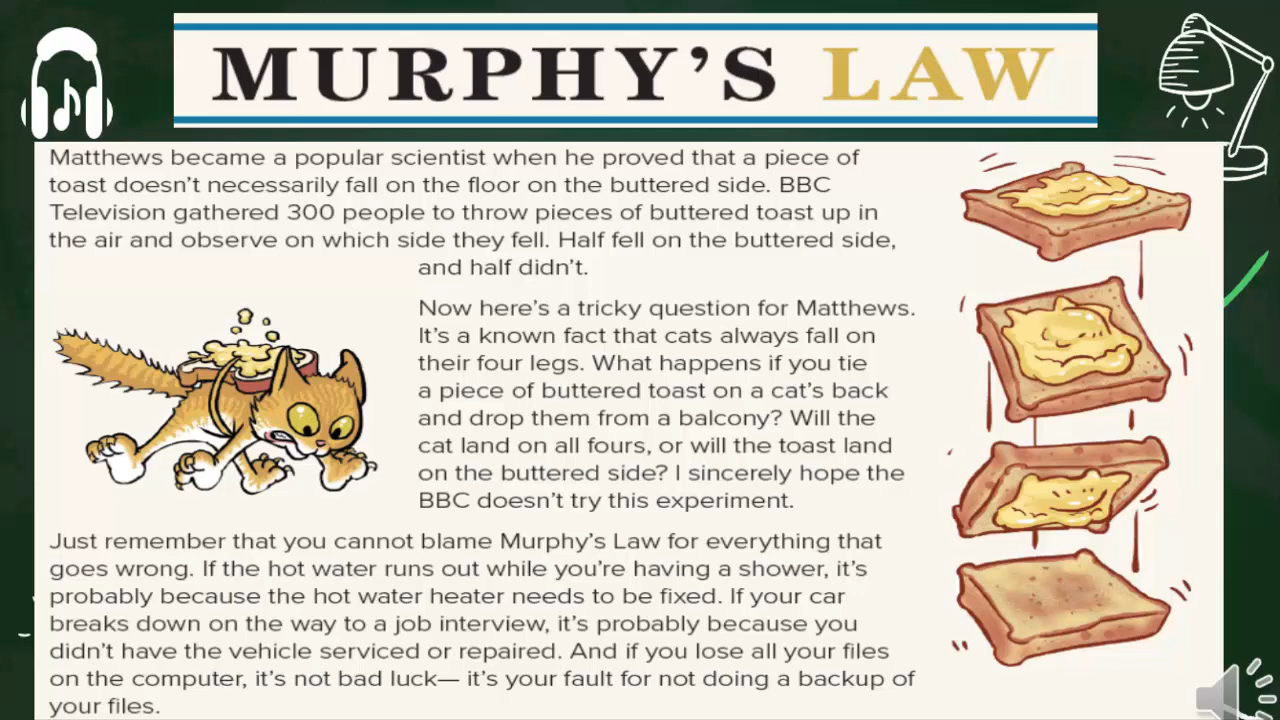 MURPHY'S LAW
Matthews became a popular scientist when he proved that a piece of
toast doesn't necessarily fall on the floor on the buttered side. BBC
Television gathered 300 people to throw pieces of buttered toast up in
the air and observe on which side they fell. Half fell on the buttered side,
and half didn't.
Now here's a tricky question for Matthews.
It's a known fact that cats always fall on
their four legs. What happens if you tie
a piece of buttered toast on a cat's back
and drop them from a balcony? Will the
cat land on all fours, or will the toast land
on the buttered side? I sincerely hope the
BBC doesn't try this experiment.
Just remember that you cannot blame Murphy's Law for everything that
goes wrong. If the hot water runs out while you're having a shower, it's
probably because the hot water heater needs to be fixed. If your car
breaks down on the way to a job interview, it's probably because you
didn't have the vehicle serviced or repaired. And if you lose all your files
on the computer, it's not bad luck— it's your fault for not doing a backup of
your files.